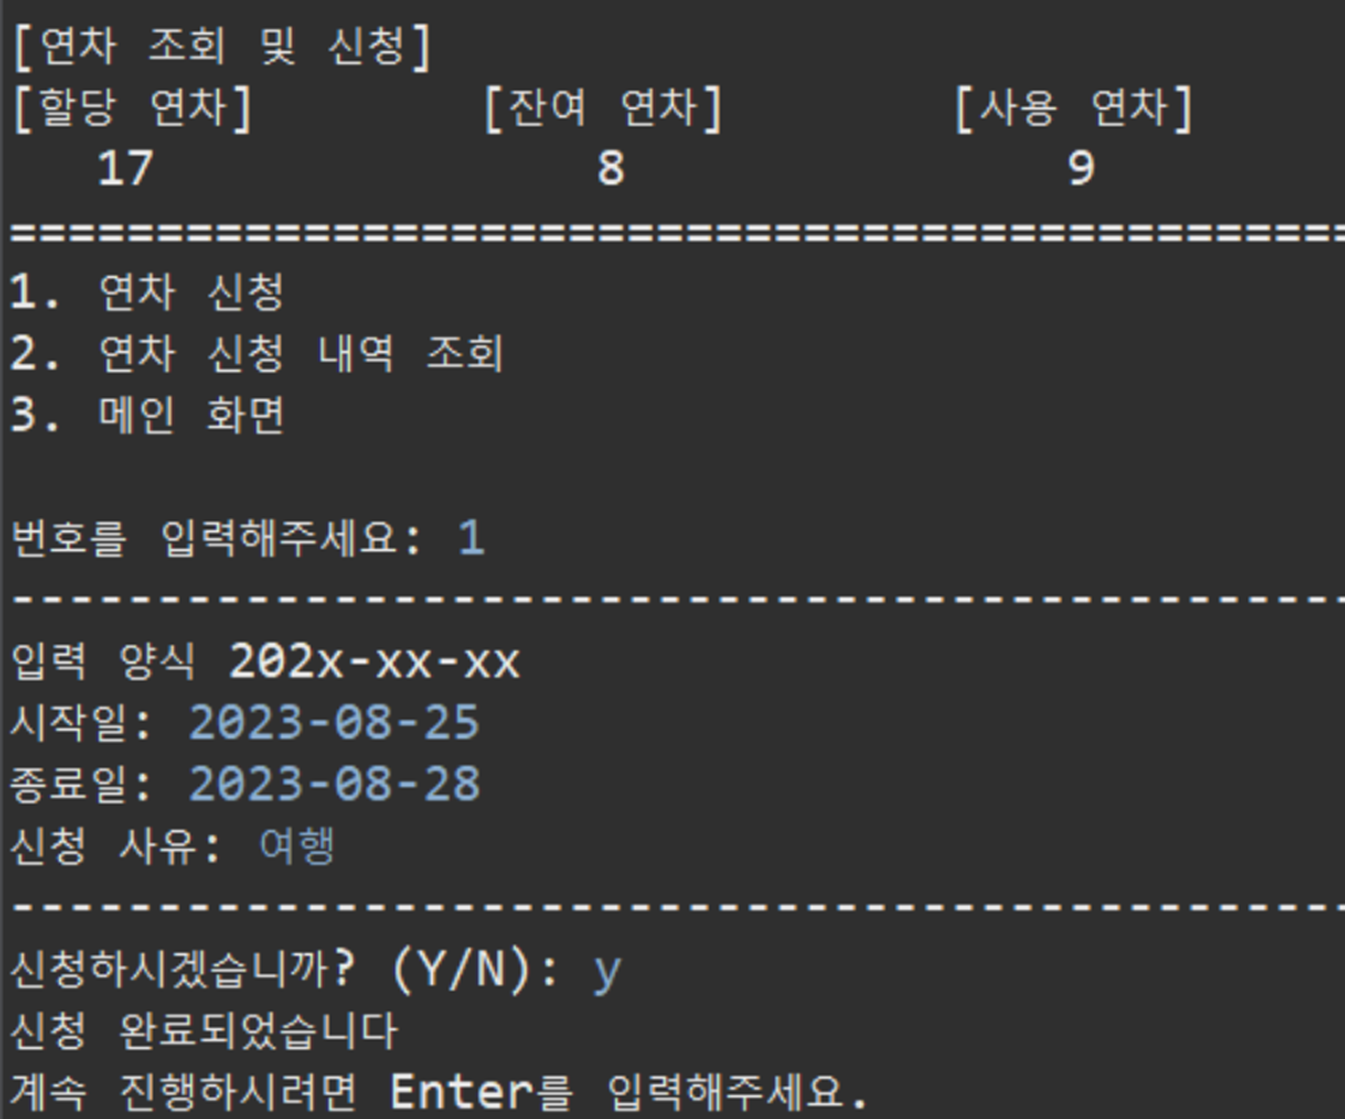 [연차 조회 및 신청]
[할당 연차] [잔여 연차] [사용 연차]
17 8 9
==============================================
1. 연차 신청
2. 연차 신청 내역 조회
3. 메인 화면
번호를 입력해주세요: 1
----------------------------------------------
입력 양식 202x-xx-xx
시작일: 2023-08-25
종료일: 2023-08-28
신청 사유: 여행
----------------------------------------------
신청하시겠습니까? (Y/N): y
신청 완료되었습니다
계속 진행하시려면 Enter를 입력해주세요.